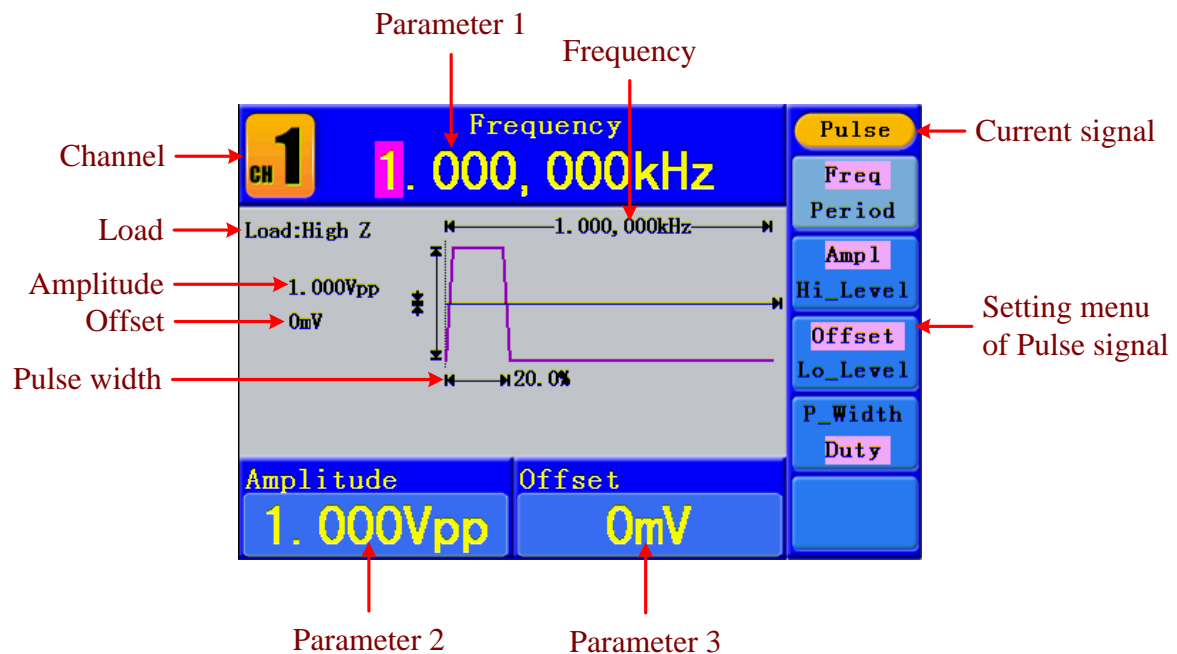 Parameter 1
Frequency
CH 1
Frequency
1. 000, 000kHz
Pulse
Current signal
Channel
Freq
Period
Load
Load:High Z
1. 000, 000kHz
Ampl
Hi_Level
Amplitude
1. 000Vpp
Offset
0mV
Offset
Lo_Level
Setting menu
of Pulse signal
Pulse width
20. 0%
P_Width
Duty
Amplitude
1. 000Vpp
Offset
0mV
Parameter 2
Parameter 3